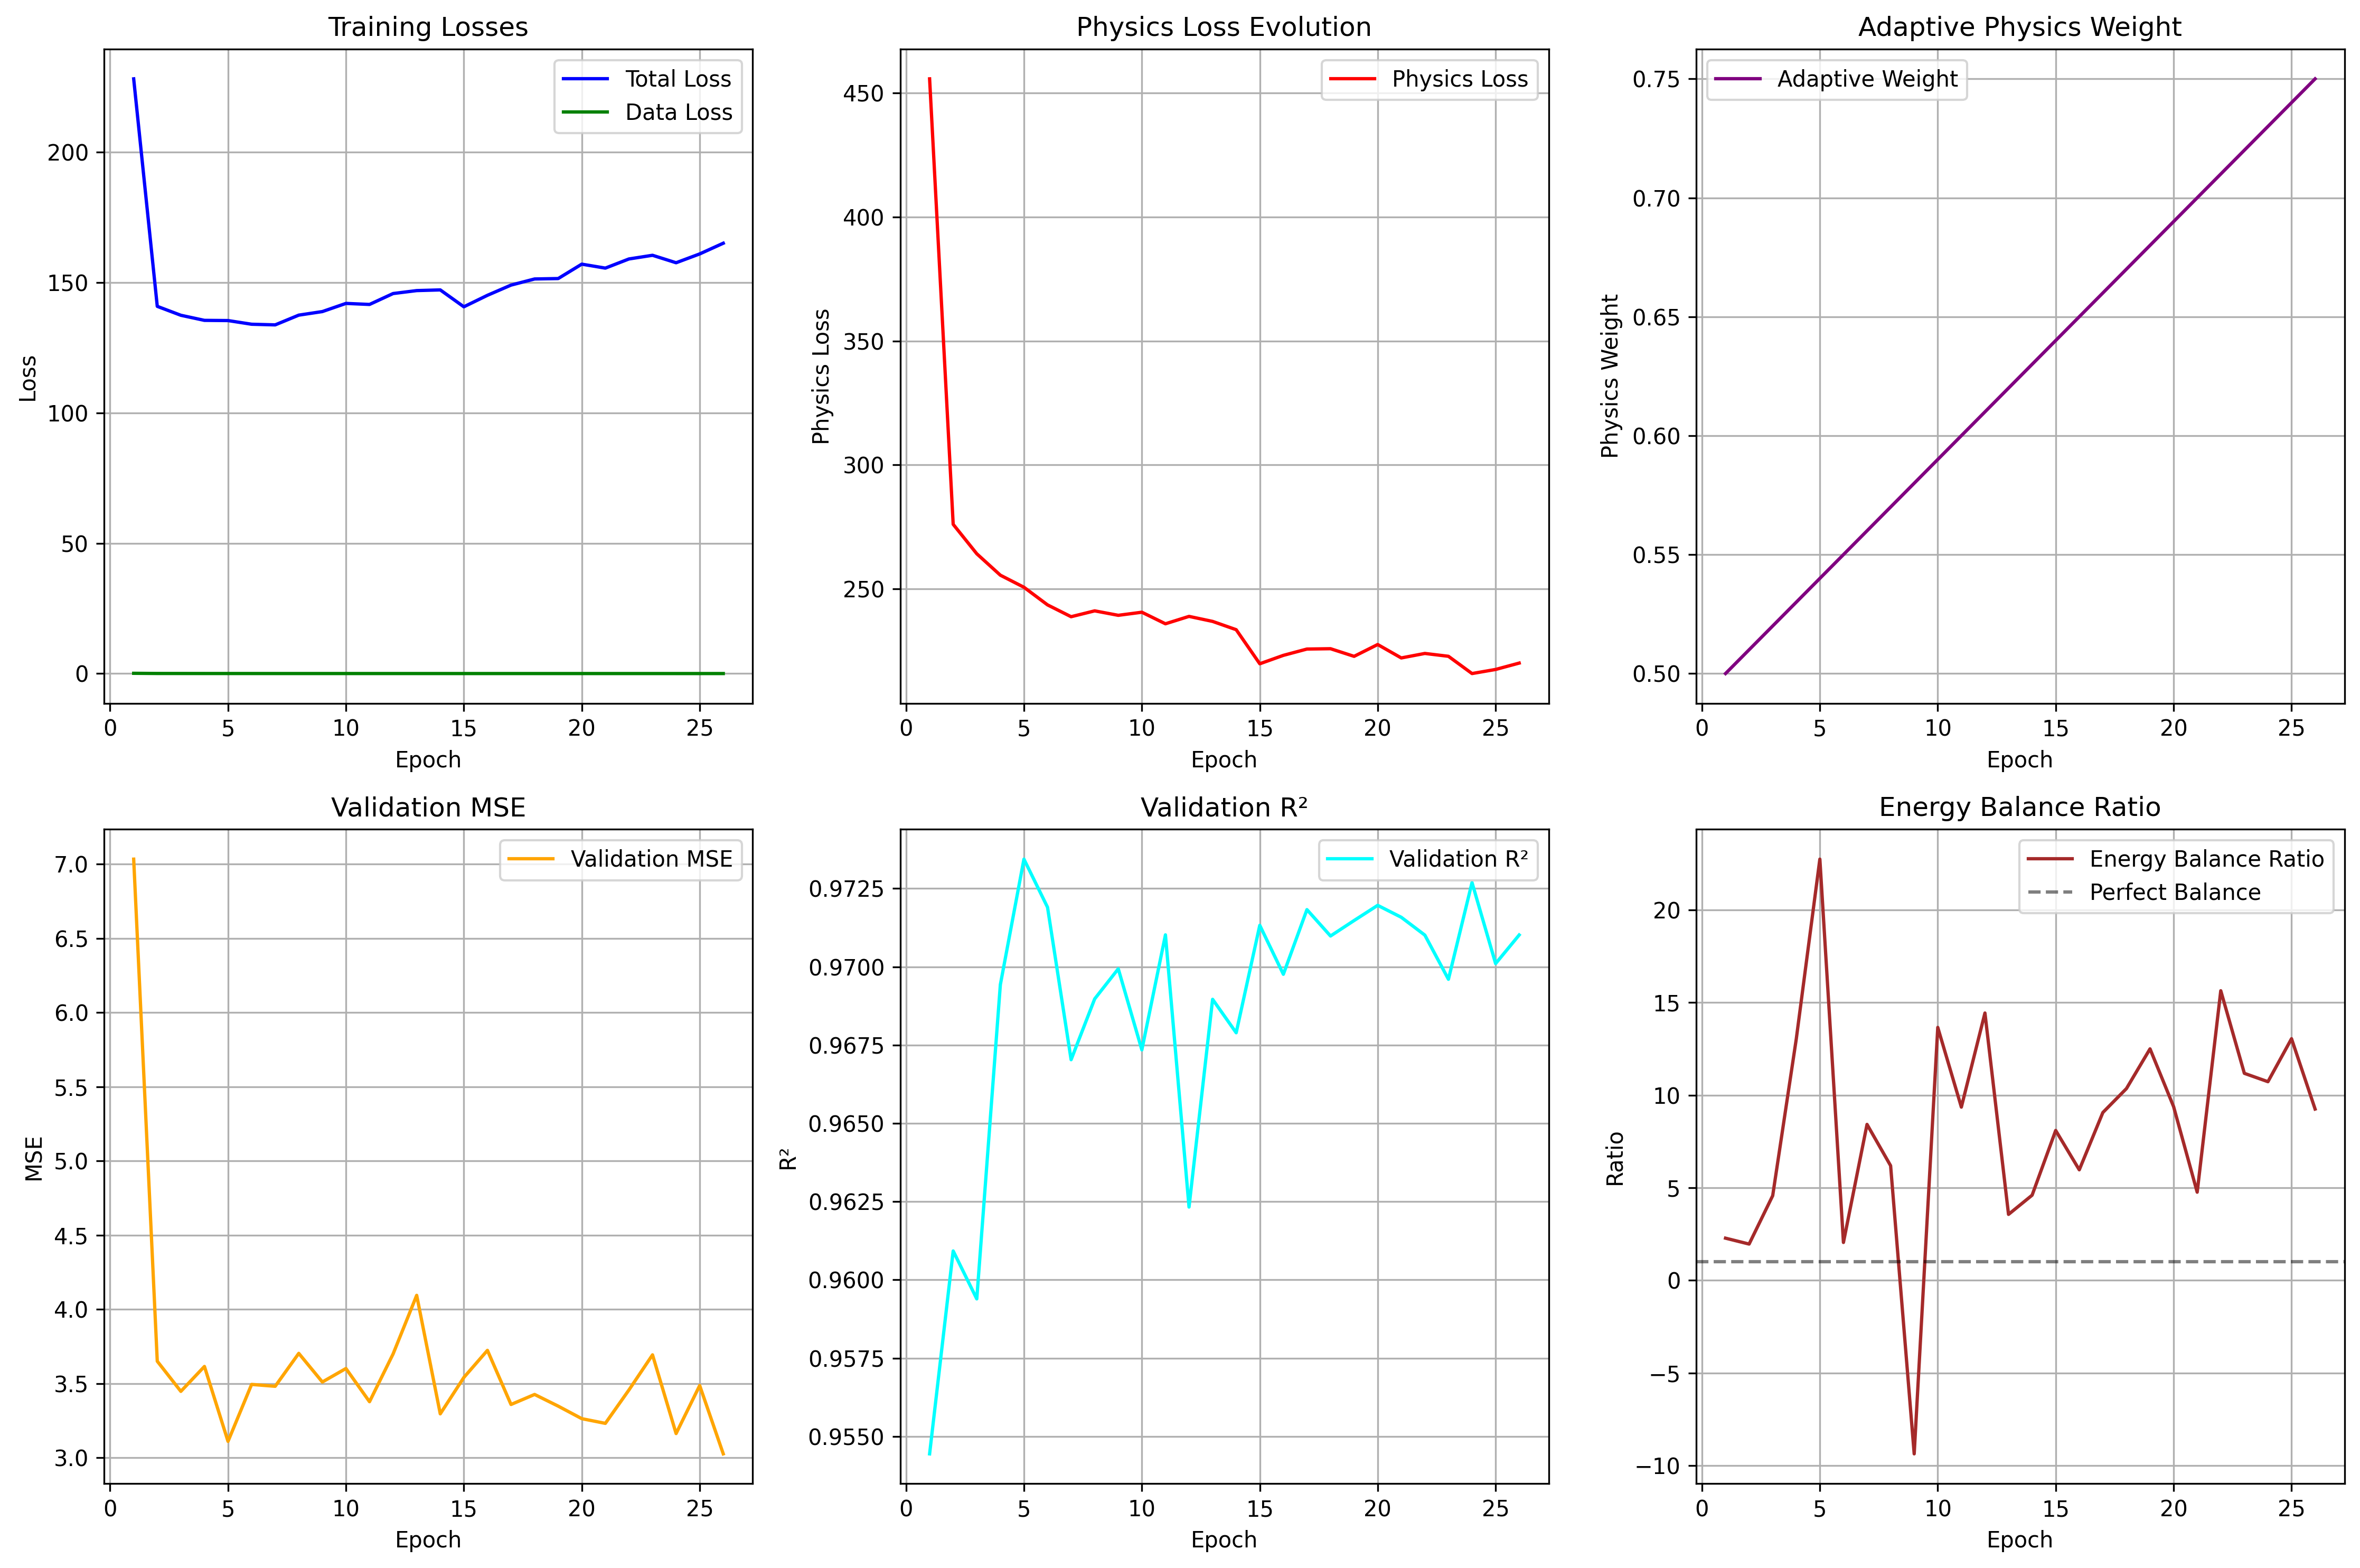 Training Losses
Total Loss
Data Loss
200
150
100
50
0
Loss
0 5 10 15 20 25
Epoch
Physics Loss Evolution
Physics Loss
450
400
350
300
250
Physics Loss
0 5 10 15 20 25
Epoch
Adaptive Physics Weight
Adaptive Weight
0.75
0.70
0.65
0.60
0.55
0.50
Physics Weight
0 5 10 15 20 25
Epoch
Validation MSE
Validation MSE
7.0
6.5
6.0
5.5
5.0
4.5
4.0
3.5
3.0
MSE
0 5 10 15 20 25
Epoch
Validation R²
Validation R²
0.9725
0.9700
0.9675
0.9650
0.9625
0.9600
0.9575
0.9550
R²
0 5 10 15 20 25
Epoch
Energy Balance Ratio
Energy Balance Ratio
Perfect Balance
20
15
10
5
0
−5
−10
Ratio
0 5 10 15 20 25
Epoch